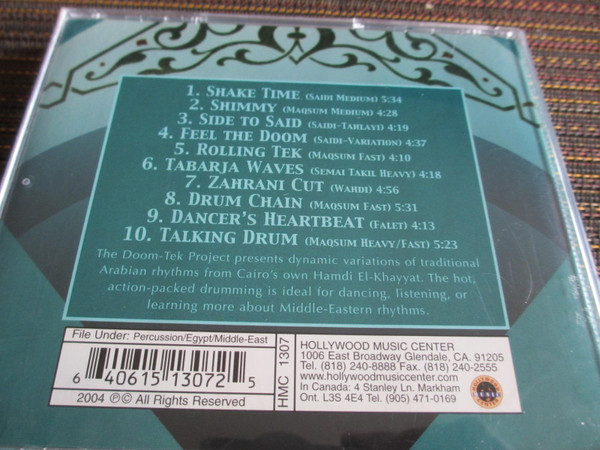 1. Shake Time (Saidi Medium) 5:34
2. Shimmy (Maqsum Medium) 4:28
3. Side to Said (Saidi-Tahlayt) 4:19
4. Feel the Doom (Saidi-Variation) 4:37
5. Rolling Tek (Maqsum Fast) 4:10
6. Tabarja Waves (Semai Takil Heavy) 4:18
7. Zahrani Cut (Wahdi) 4:56
8. Drum Chain (Maqsum Fast) 5:31
9. Dancer's Heartbeat (Falet) 4:13
10. Talking Drum (Maqsum Heavy/Fast) 5:23
The Doom-Tek Project presents dynamic variations of traditional
Arabian rhythms from Cairo's own Hamdi El-Khayyat. The hot,
action-packed drumming is ideal for dancing, listening, or
learning more about Middle-Eastern rhythms.
File Under: Percussion/Egypt/Middle-East
6 40615 13072 5
2004 ℗© All Rights Reserved
HMC 1307
HOLLYWOOD MUSIC CENTER
1006 East Broadway Glendale, CA. 91205
Tel. (818) 240-8888 Fax. (818) 240-2555
www.hollywoodmusiccenter.com
In Canada: 4 Stanley Ln. Markham
Ont. L3S 4E4 Tel. (905) 471-0169